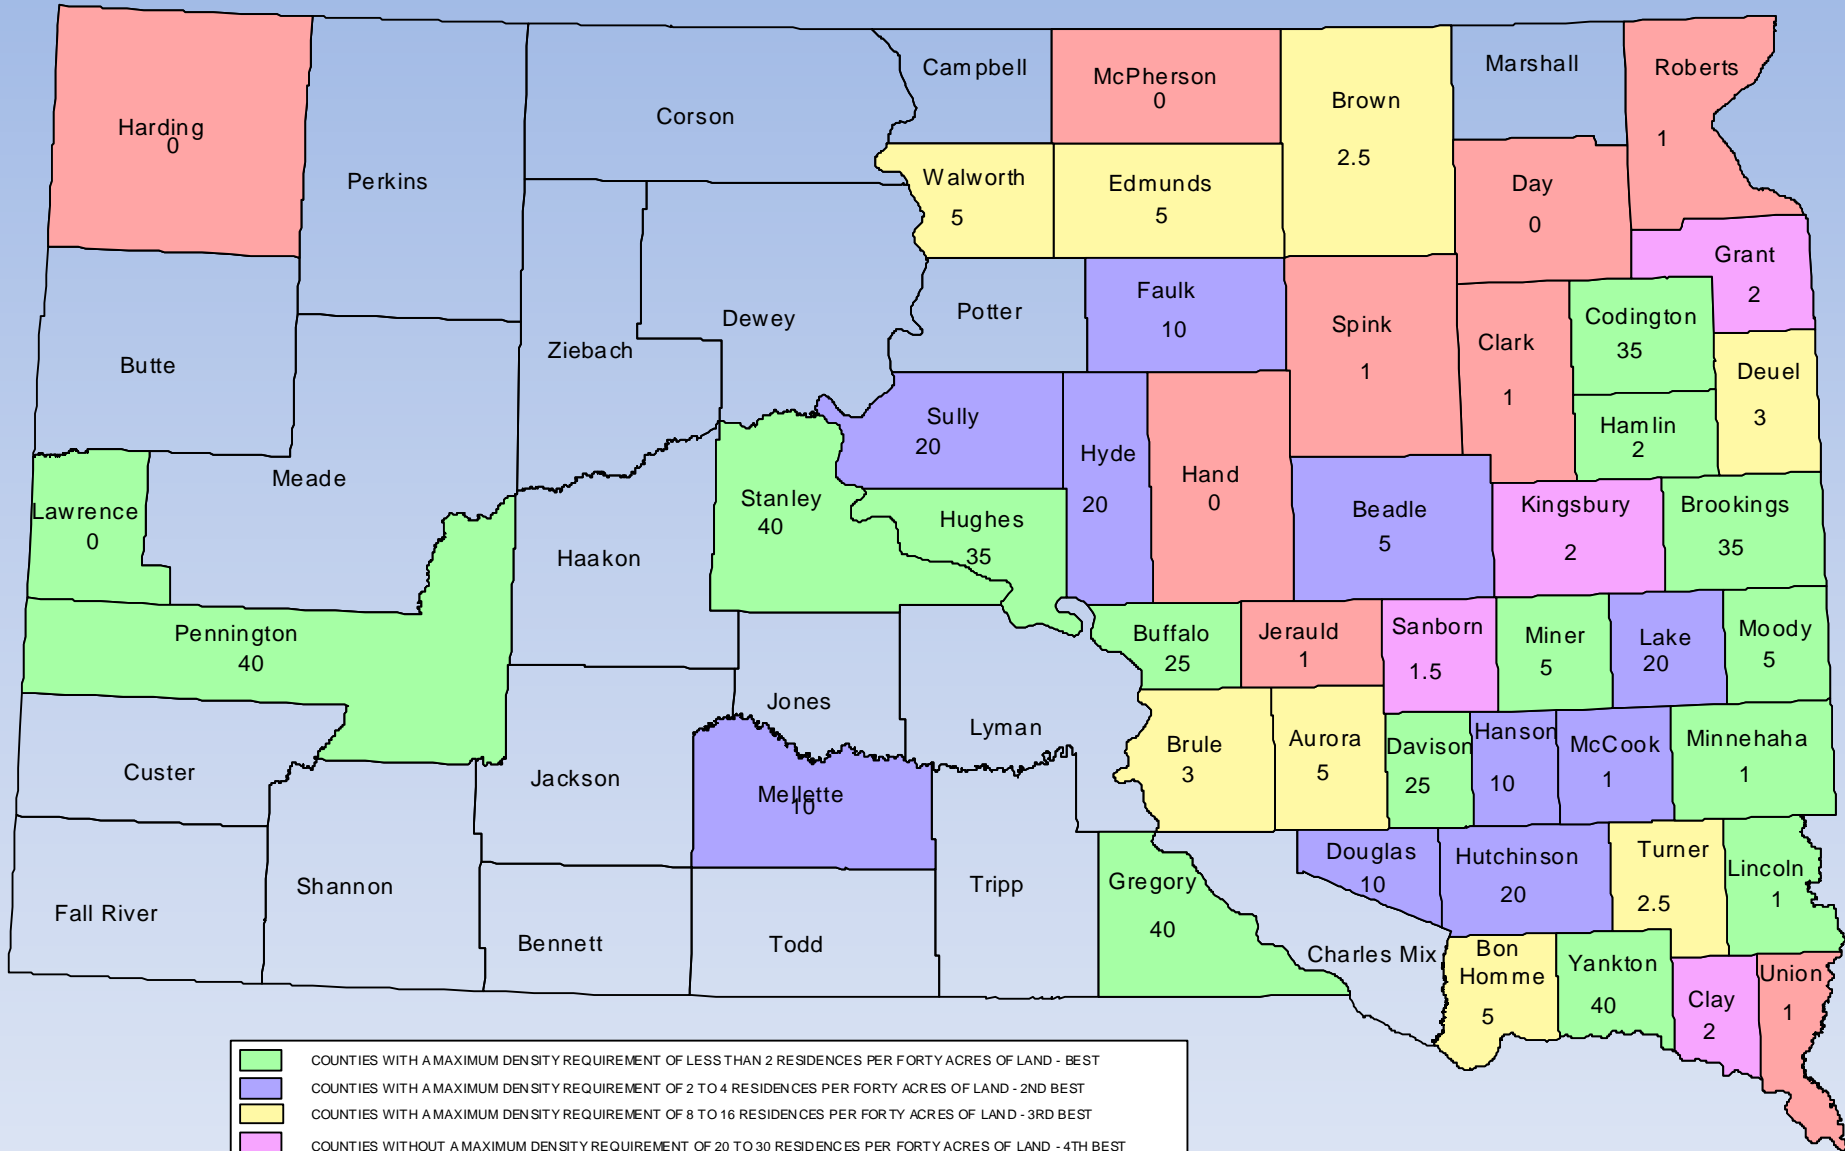 Campbell
McPherson
0
Marshall
Roberts
1
Brown
2.5
Corson
Harding
0
Perkins
Walworth
5
Edmunds
5
Day
0
Grant
2
Faulk
10
Potter
Dewey
Ziebach
Butte
Spink
1
Clark
1
Codington
35
Deuel
3
Hamlin
2
Sully
20
Hyde
20
Hand
0
Meade
Lawrence
0
Stanley
40
Hughes
35
Haakon
Beadle
5
Kingsbury
2
Brookings
35
Pennington
40
Buffalo
25
Jerauld
1
Sanborn
1.5
Miner
5
Lake
20
Moody
5
Jones
Lyman
Brule
3
Aurora
5
Davison
25
Hanson
10
McCook
1
Minnehaha
1
Custer
Jackson
Mellette
10
Douglas
10
Hutchinson
20
Turner
2.5
Lincoln
1
Fall River
Shannon
Bennett
Todd
Tripp
Gregory
40
Charles Mix
Bon
Homme
5
Yankton
40
Clay
2
Union
1
COUNTIES WITH A MAXIMUM DENSITY REQUIREMENT OF LESS THAN 2 RESIDENCES PER FORTY ACRES OF LAND - BEST
COUNTIES WITH A MAXIMUM DENSITY REQUIREMENT OF 2 TO 4 RESIDENCES PER FORTY ACRES OF LAND - 2ND BEST
COUNTIES WITH A MAXIMUM DENSITY REQUIREMENT OF 8 TO 16 RESIDENCES PER FORTY ACRES OF LAND - 3RD BEST
COUNTIES WITHOUT A MAXIMUM DENSITY REQUIREMENT OF 20 TO 30 RESIDENCES PER FORTY ACRES OF LAND - 4TH BEST